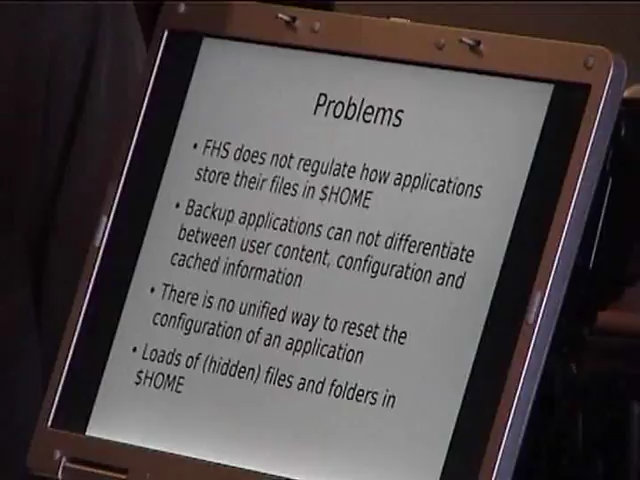 Problems
• FHS does not regulate how applications
store their files in $HOME
• Backup applications can not differentiate
between user content, configuration and
cached information
• There is no unified way to reset the
configuration of an application
• Loads of (hidden) files and folders in
$HOME